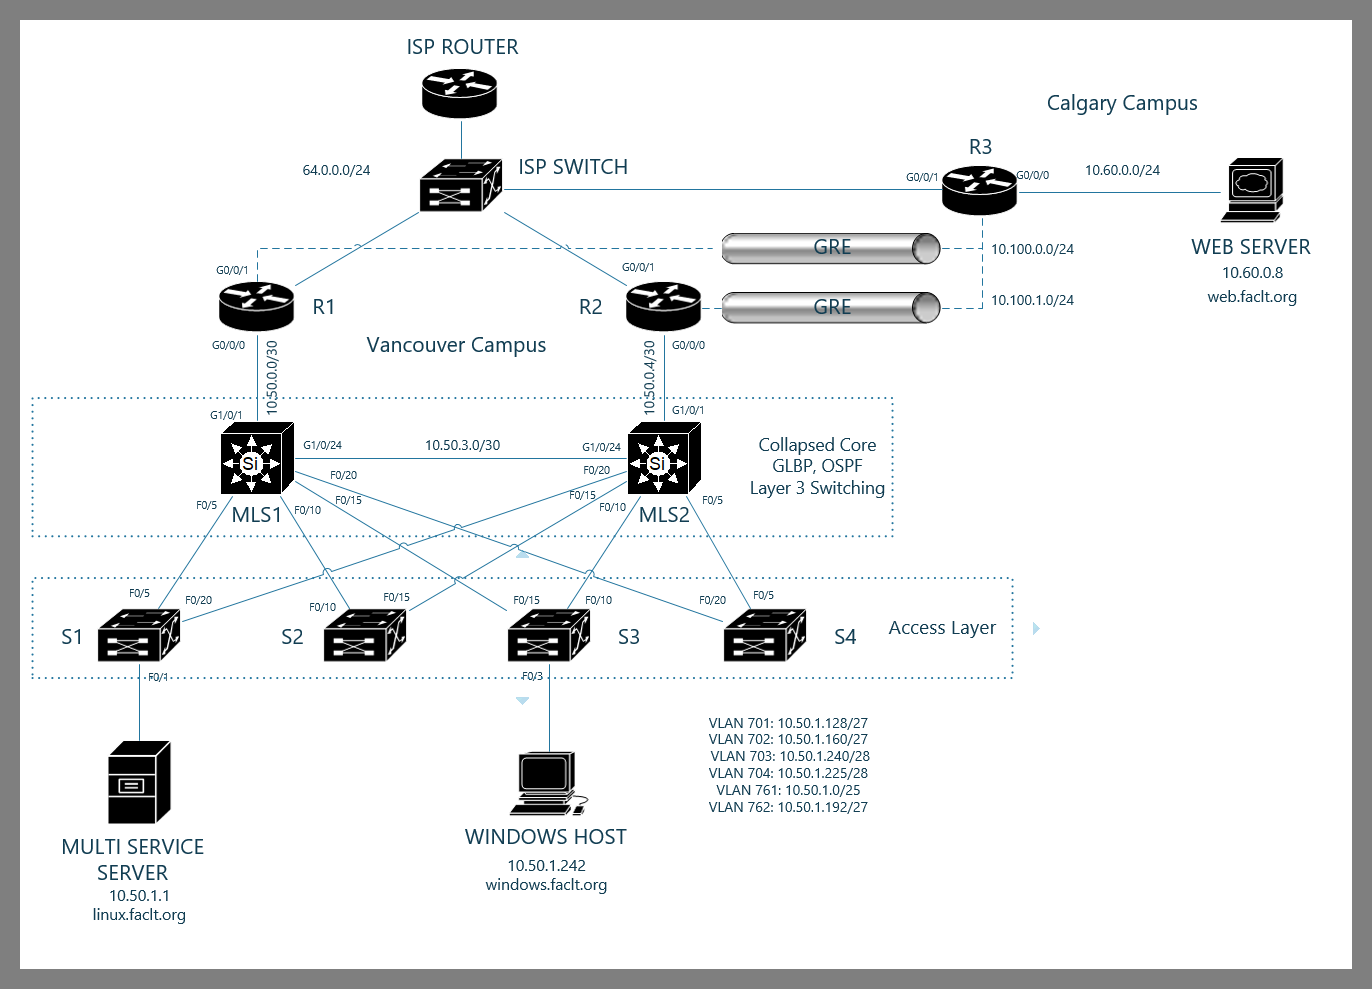 ISP ROUTER
Calgary Campus
R3
64.0.0.0/24
ISP SWITCH
G0/0/1
G0/0/0
10.60.0.0/24
GRE
10.100.0.0/24
WEB SERVER
10.60.0.8
web.faclt.org
G0/0/1
G0/0/1
R1
R2
GRE
10.100.1.0/24
G0/0/0
10.50.0.0/30
Vancouver Campus
10.50.0.4/30
G0/0/0
G1/0/1
G1/0/1
G1/0/24
10.50.3.0/30
G1/0/24
Collapsed Core
GLBP, OSPF
Layer 3 Switching
Si
Si
F0/20
F0/20
F0/15
F0/15
F0/5
F0/10
F0/10
F0/5
MLS1
MLS2
F0/5
F0/20
F0/10
F0/15
F0/15
F0/10
F0/20
F0/5
S1
S2
S3
S4
Access Layer
F0/1
F0/3
VLAN 701: 10.50.1.128/27
VLAN 702: 10.50.1.160/27
VLAN 703: 10.50.1.240/28
VLAN 704: 10.50.1.225/28
VLAN 761: 10.50.1.0/25
VLAN 762: 10.50.1.192/27
MULTI SERVICE
SERVER
10.50.1.1
linux.faclt.org
WINDOWS HOST
10.50.1.242
windows.faclt.org